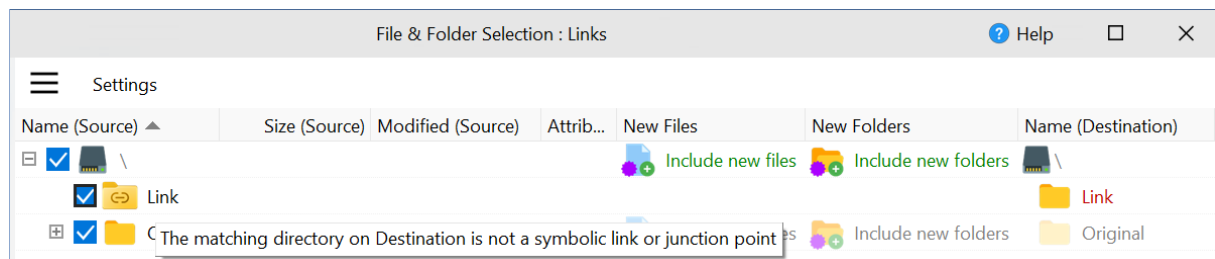 File & Folder Selection : Links
Help
Settings
Name (Source) Size (Source) Modified (Source) Attrib... New Files New Folders Name (Destination)
\ Include new files Include new folders \
Link Link
The matching directory on Destination is not a symbolic link or junction point Include new folders Original